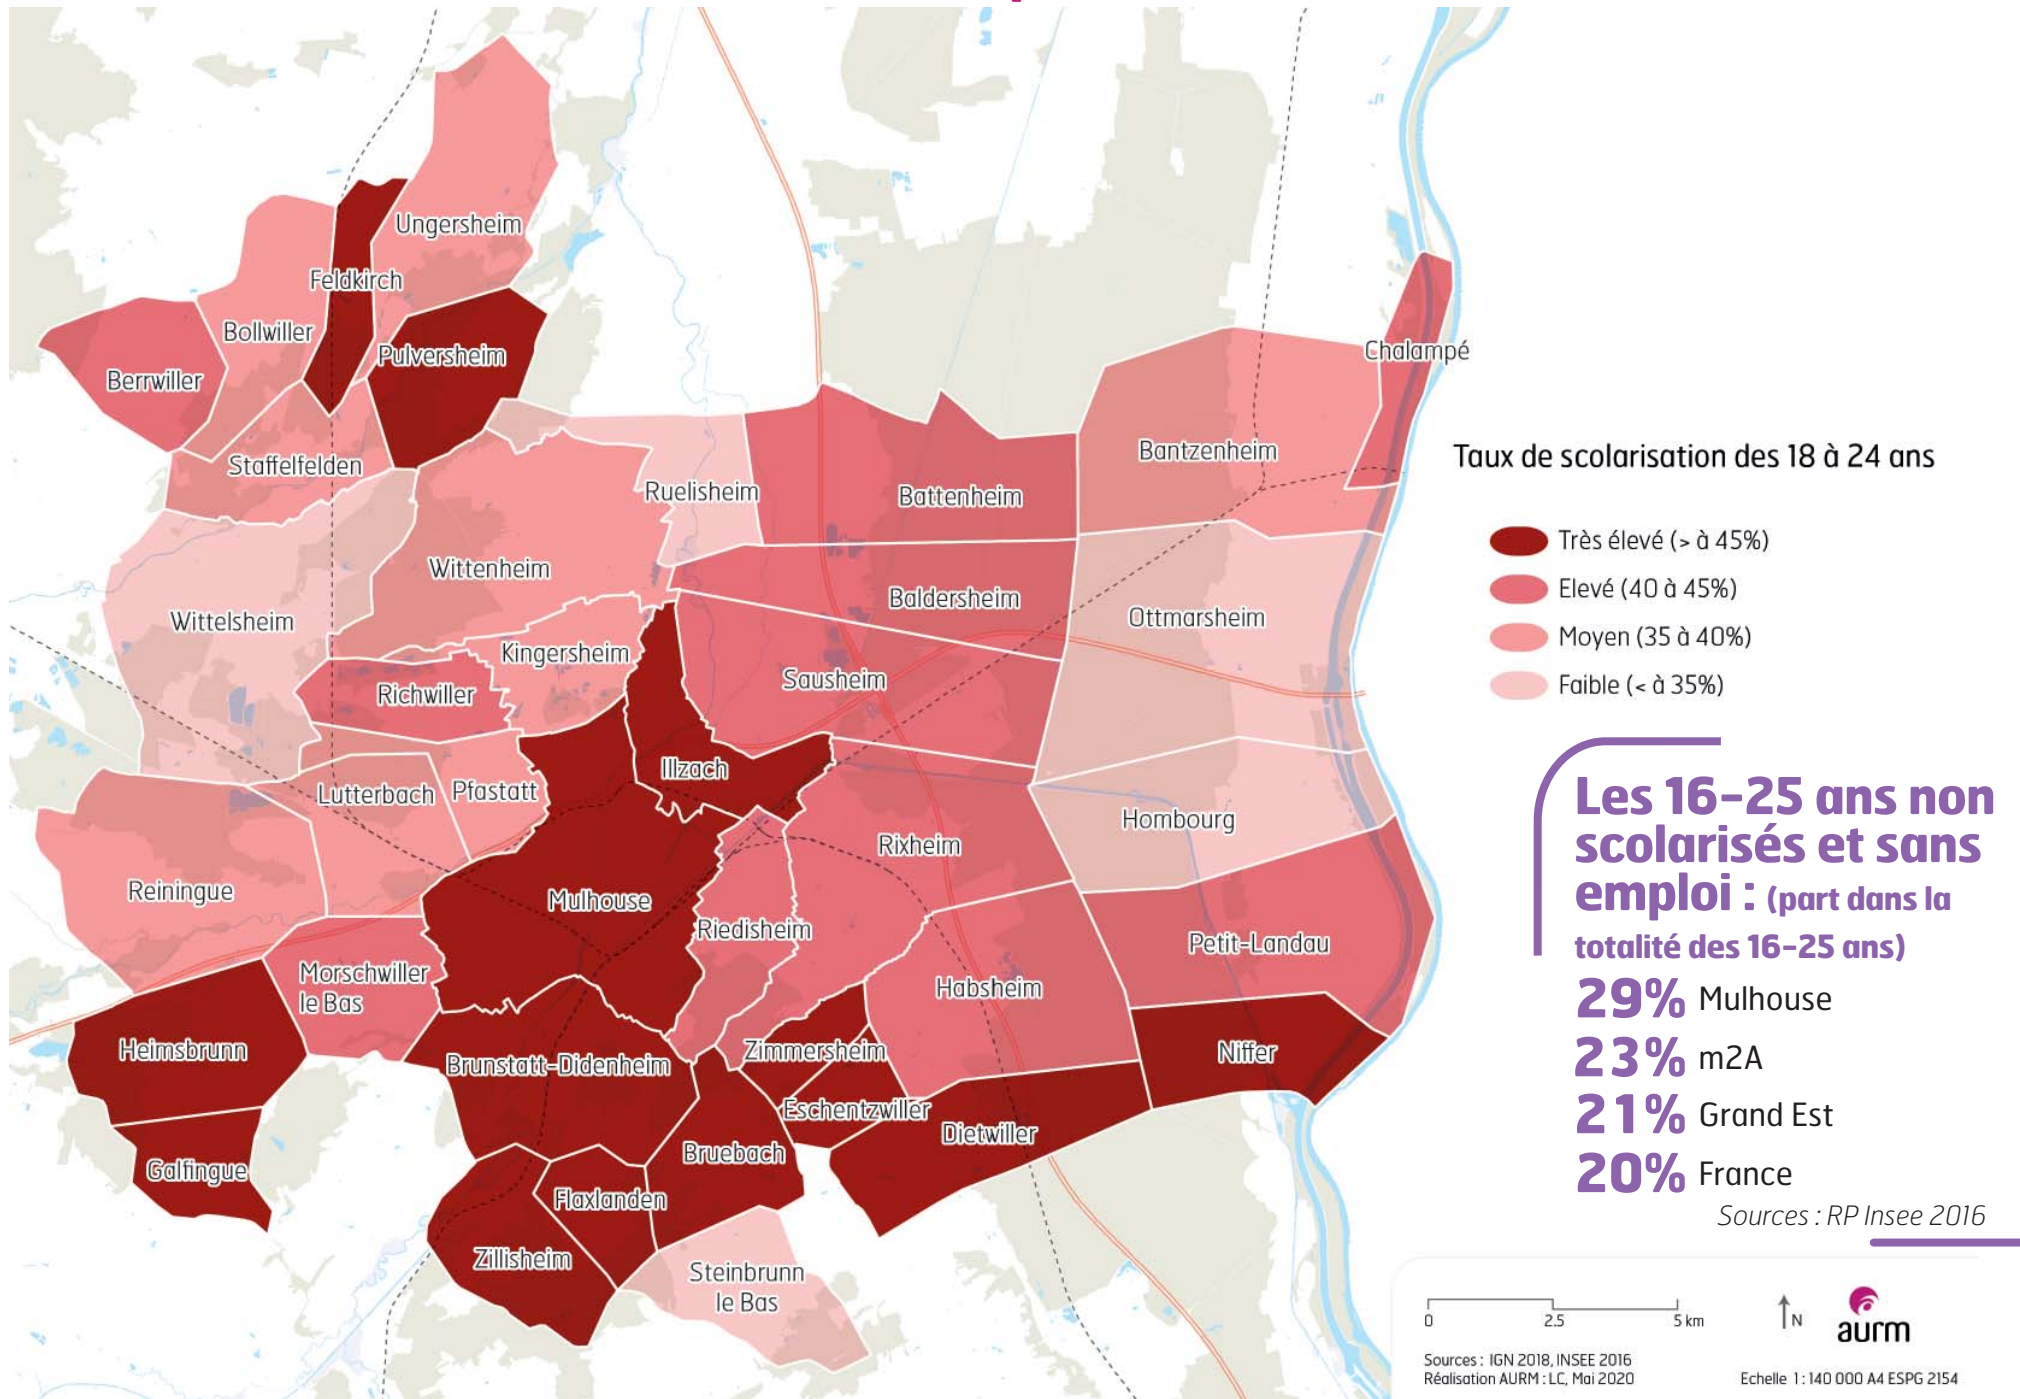 Ungersheim
Feldkirch
Bollwiller
Pulversheim
Chalampé
Berrwiller
Bantzenheim
Staffelfelden
Ruelisheim
Battenheim
Wittenheim
Baldersheim
Wittelsheim
Ottmarsheim
Kingersheim
Sausheim
Richwiller
Illzach
Lutterbach
Pfastatt
Hombourg
Rixheim
Reiningue
Mulhouse
Riedisheim
Petit-Landau
Morschwiller
le Bas
Habsheim
Heimsbrunn
Brunstatt-Didenheim
Zimmersheim
Niffer
Eschentzwiller
Dietwiller
Bruebach
Galfingue
Flaxlanden
Zillisheim
Steinbrunn
le Bas
Taux de scolarisation des 18 à 24 ans
Très élevé (> à 45%)
Elevé (40 à 45%)
Moyen (35 à 40%)
Faible (< à 35%)
Les 16-25 ans non
scolarisés et sans
emploi : (part dans la
totalité des 16-25 ans)
29% Mulhouse
23% m2A
21% Grand Est
20% France
Sources : RP Insee 2016
0 2.5 5 km
N
aurm
Sources : IGN 2018, INSEE 2016
Réalisation AURM : LC, Mai 2020
Echelle 1 : 140 000 A4 ESPG 2154